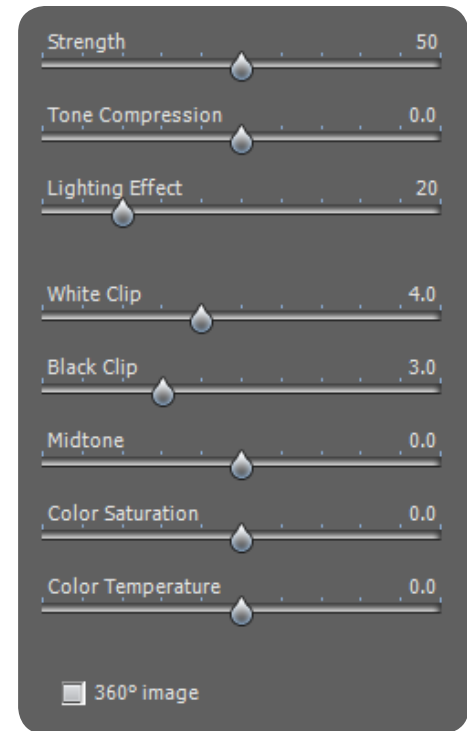 Strength 50
Tone Compression 0.0
Lighting Effect 20
White Clip 4.0
Black Clip 3.0
Midtone 0.0
Color Saturation 0.0
Color Temperature 0.0
360º image